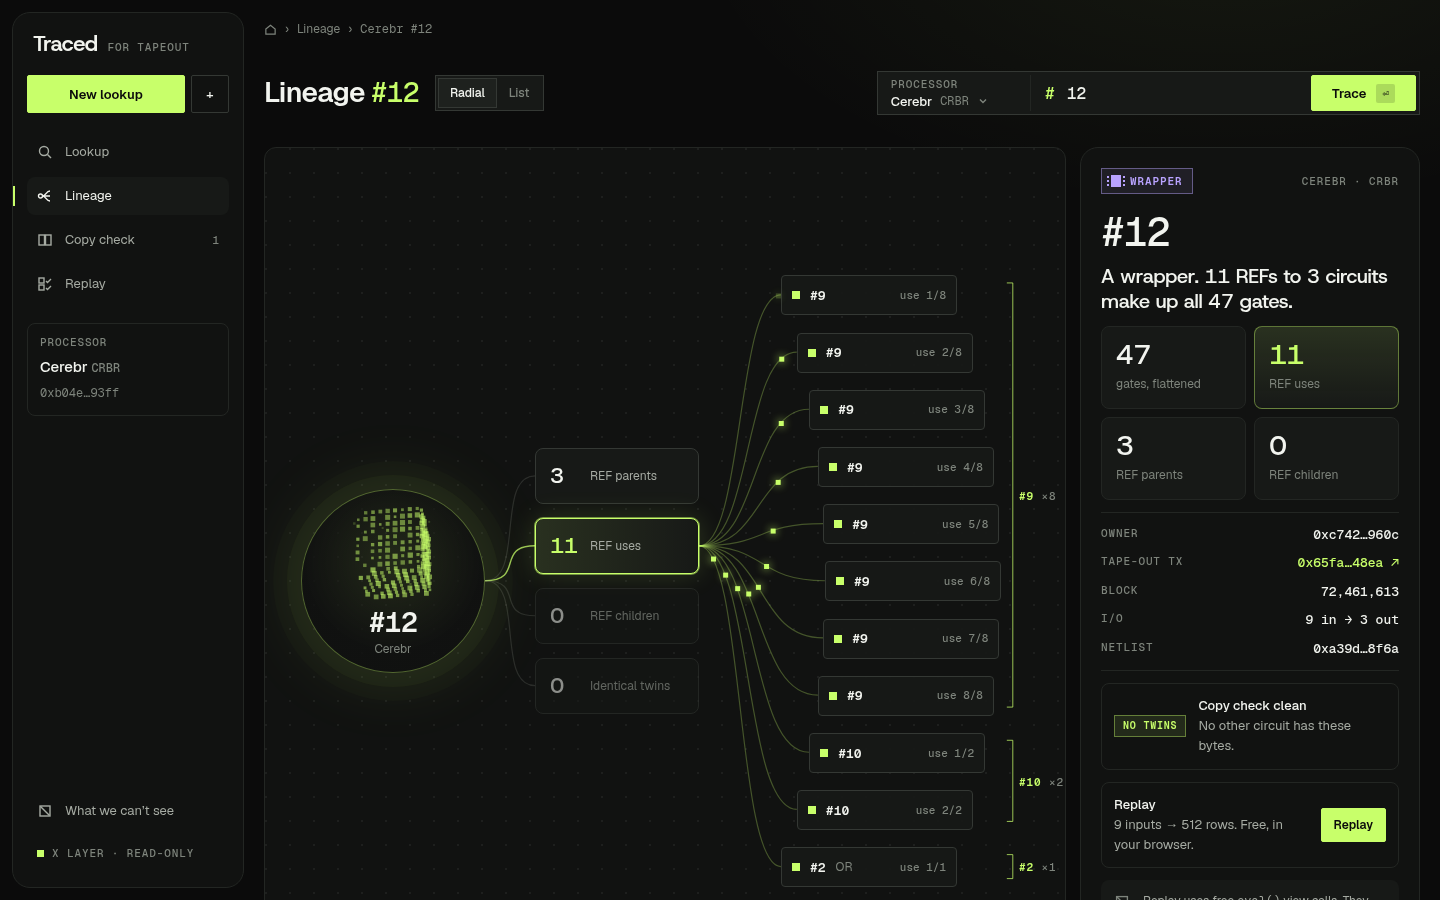 Traced FOR TAPEOUT
New lookup
+
Lookup
Lineage
Copy check 1
Replay
PROCESSOR
Cerebr CRBR
0xb04e…93ff
What we can't see
X LAYER · READ-ONLY
› Lineage › Cerebr #12
Lineage #12
Radial List
PROCESSOR
Cerebr CRBR
# 12
Trace ⏎
#12
Cerebr
3 REF parents
11 REF uses
0 REF children
0 Identical twins
#9 use 1/8
#9 use 2/8
#9 use 3/8
#9 use 4/8
#9 use 5/8
#9 use 6/8
#9 use 7/8
#9 use 8/8
#10 use 1/2
#10 use 2/2
#2 OR use 1/1
#9 ×8
#10 ×2
#2 ×1
WRAPPER
CEREBR · CRBR
#12
A wrapper. 11 REFs to 3 circuits
make up all 47 gates.
47
gates, flattened
11
REF uses
3
REF parents
0
REF children
OWNER 0xc742…960c
TAPE-OUT TX 0x65fa…48ea ↗
BLOCK 72,461,613
I/O 9 in → 3 out
NETLIST 0xa39d…8f6a
NO TWINS
Copy check clean
No other circuit has these
bytes.
Replay
9 inputs → 512 rows. Free, in
your browser.
Replay
Replay uses free eval() view calls. They